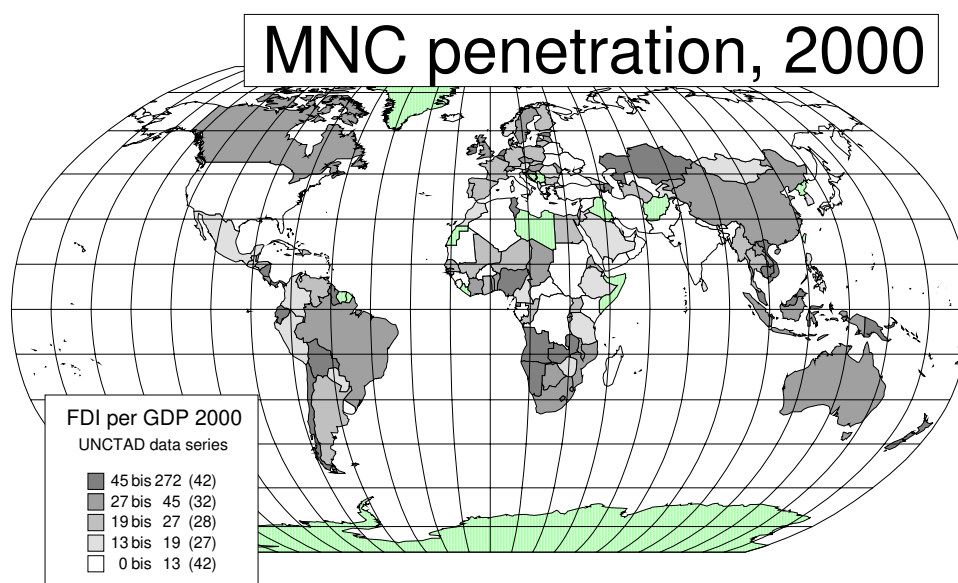 MNC penetration, 2000
FDI per GDP 2000
UNCTAD data series
45 bis 272 (42)
27 bis 45 (32)
19 bis 27 (28)
13 bis 19 (27)
0 bis 13 (42)